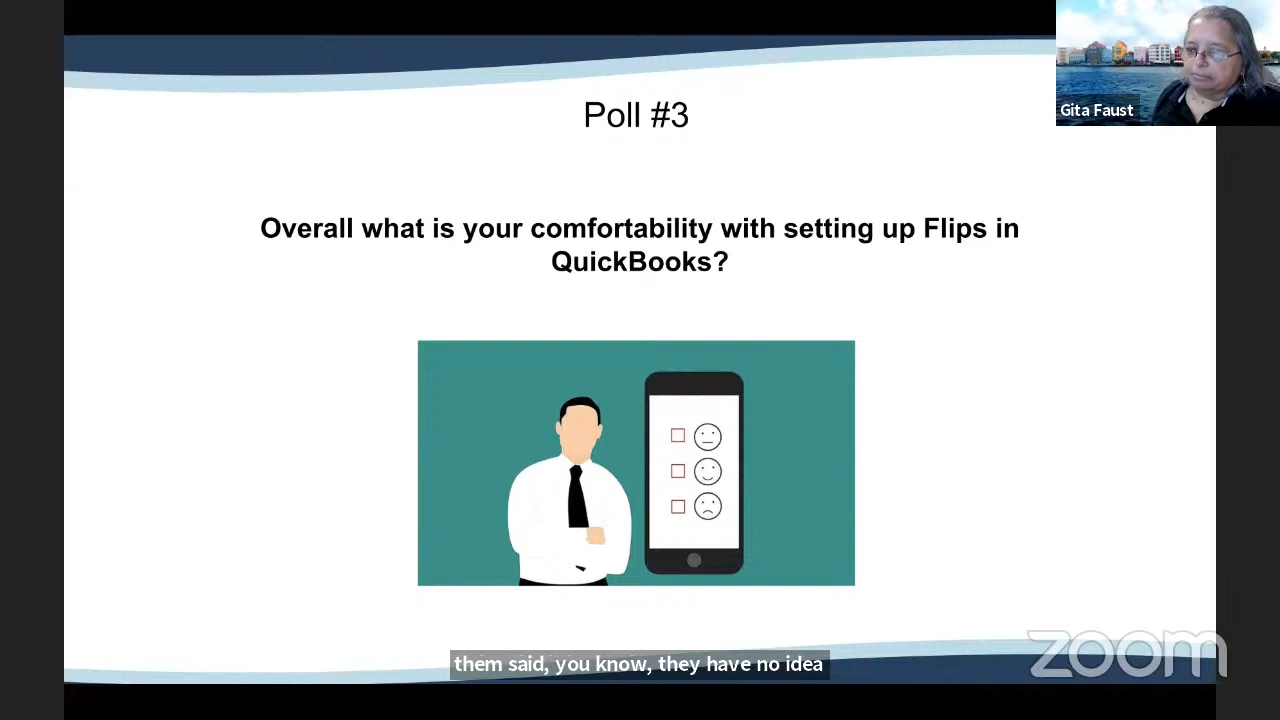 Poll #3
Gita Faust
Overall what is your comfortability with setting up Flips in
QuickBooks?
them said, you know, they have no idea
zoom